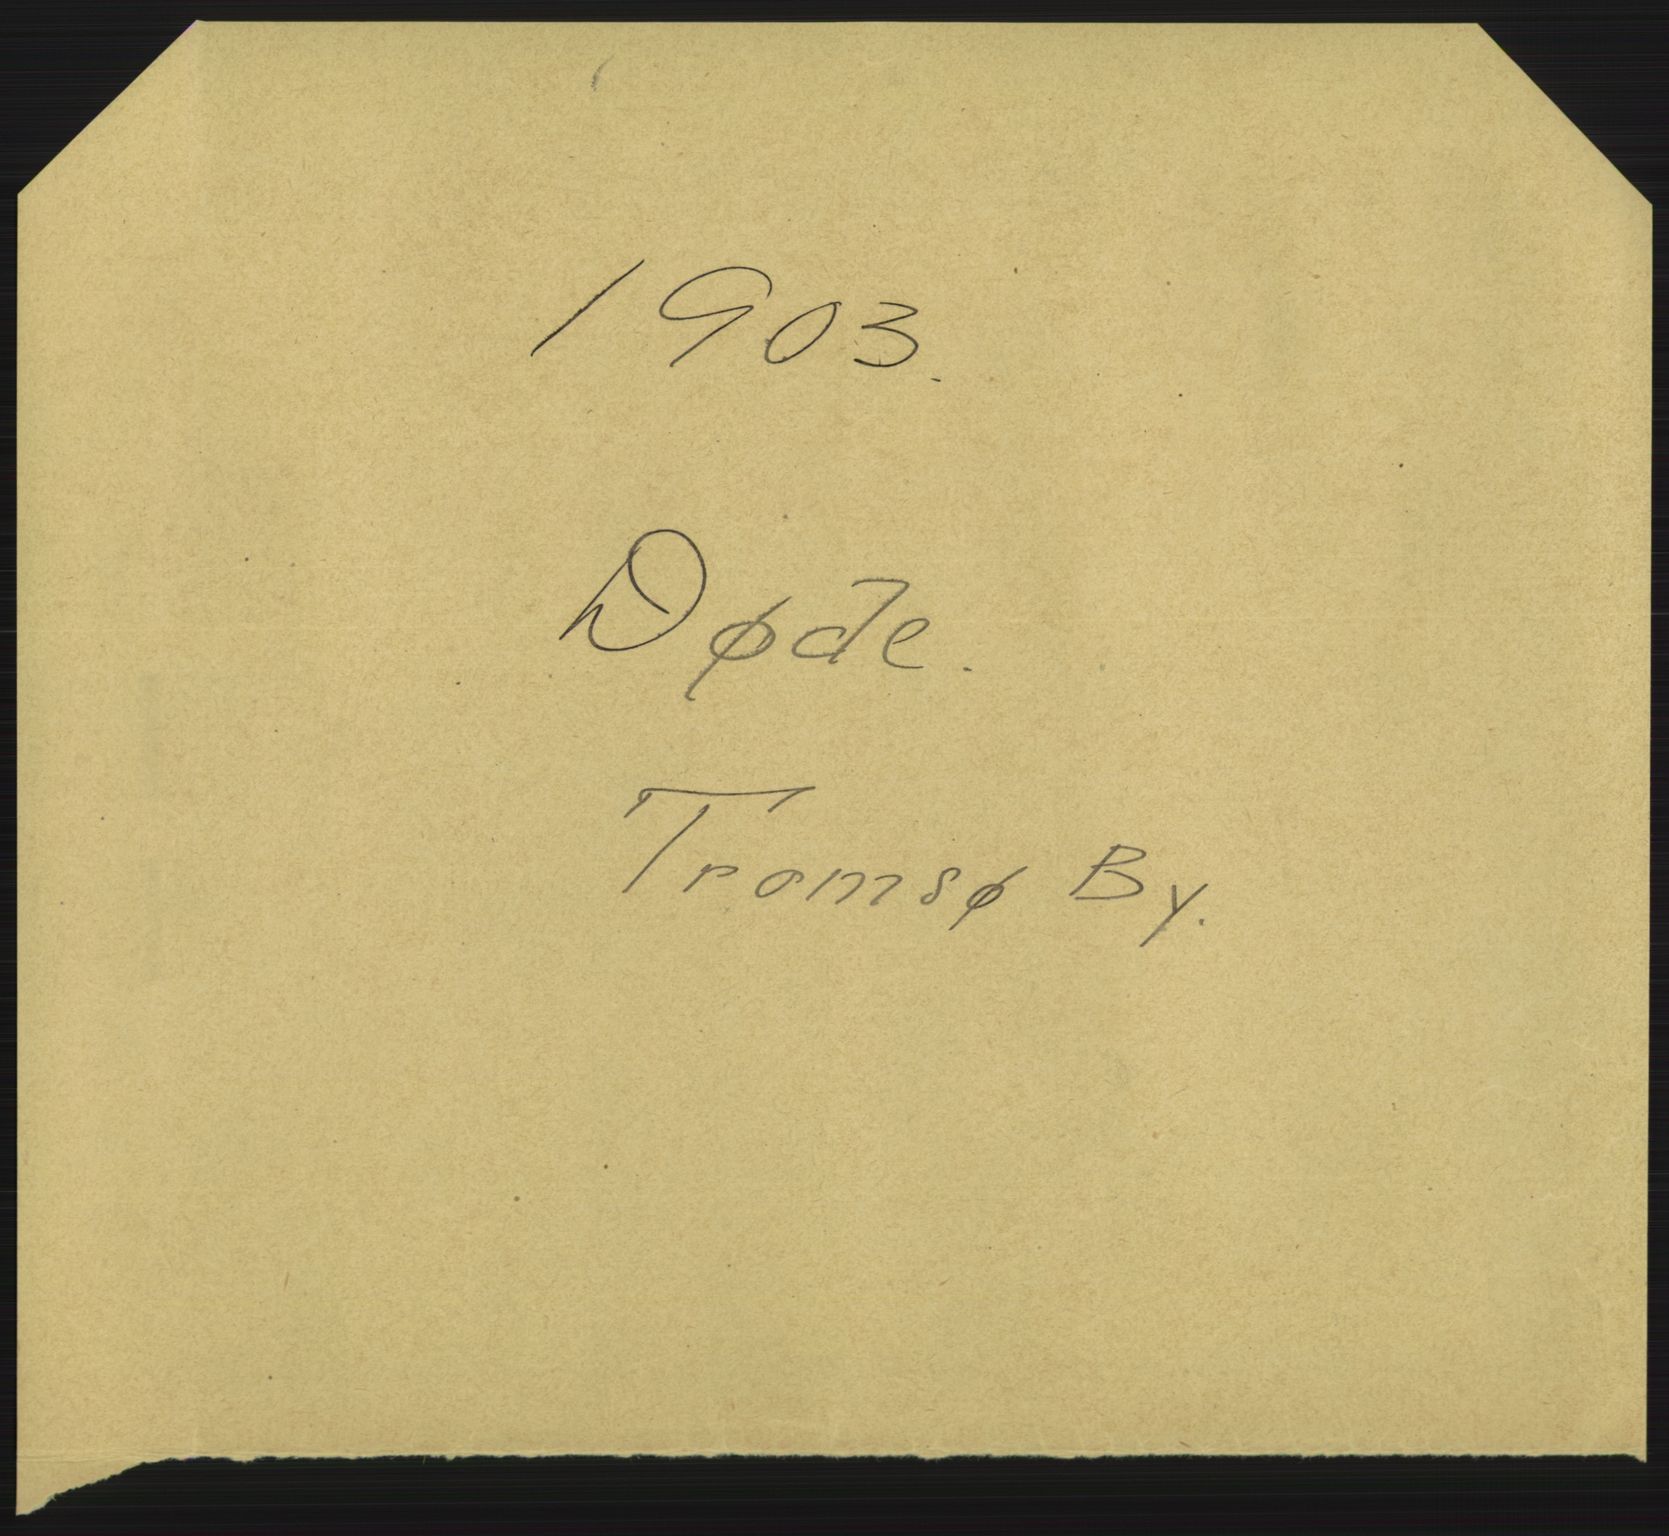 1903.
Døde.
Tromsø By.